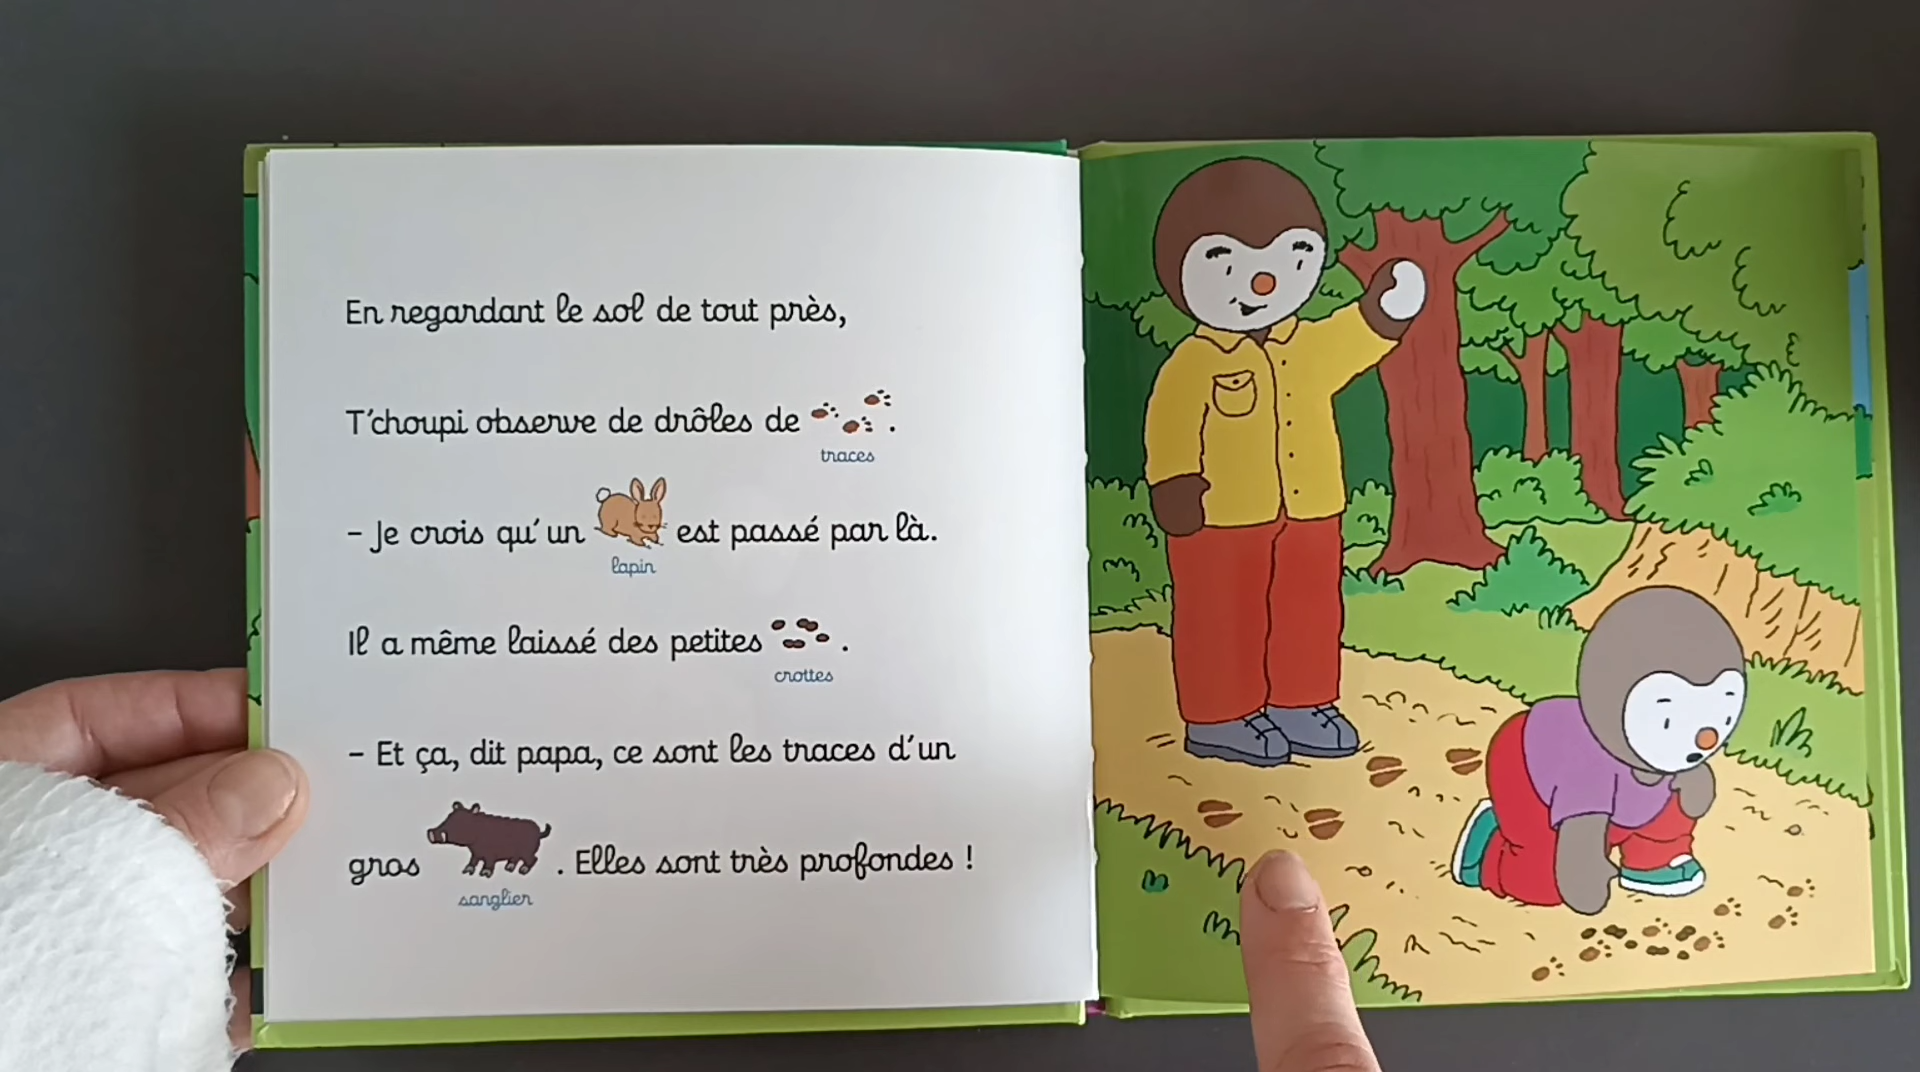 En regardant le sol de tout près,
T'choupi observe de drôles de .
traces
- Je crois qu'un est passé par là.
lapin
Il a même laissé des petites .
crottes
- Et ça, dit papa, ce sont les traces d'un
gros . Elles sont très profondes !
sanglier